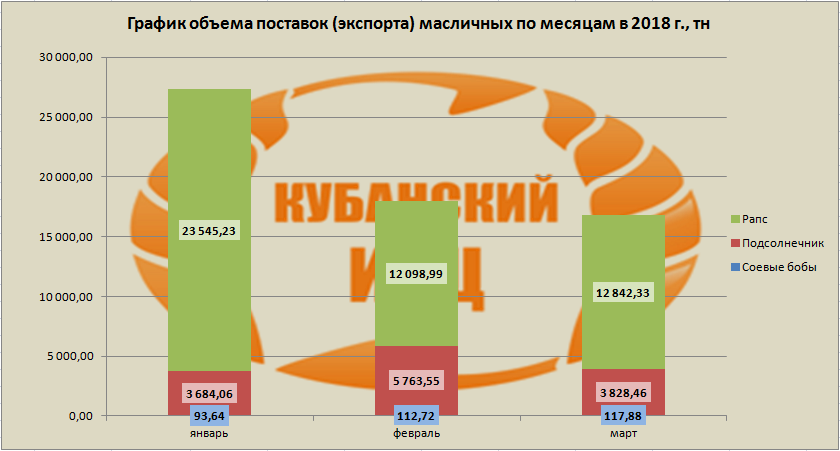 График объема поставок (экспорта) масличных по месяцам в 2018 г., тн
30 000,00
25 000,00
20 000,00
15 000,00
10 000,00
5 000,00
0,00
КУБАНСКИЙ
23 545,23
12 098,99
12 842,33
3 684,06
5 763,55
3 828,46
93,64
112,72
117,88
январь
февраль
март
Рапс
Подсолнечник
Соевые бобы